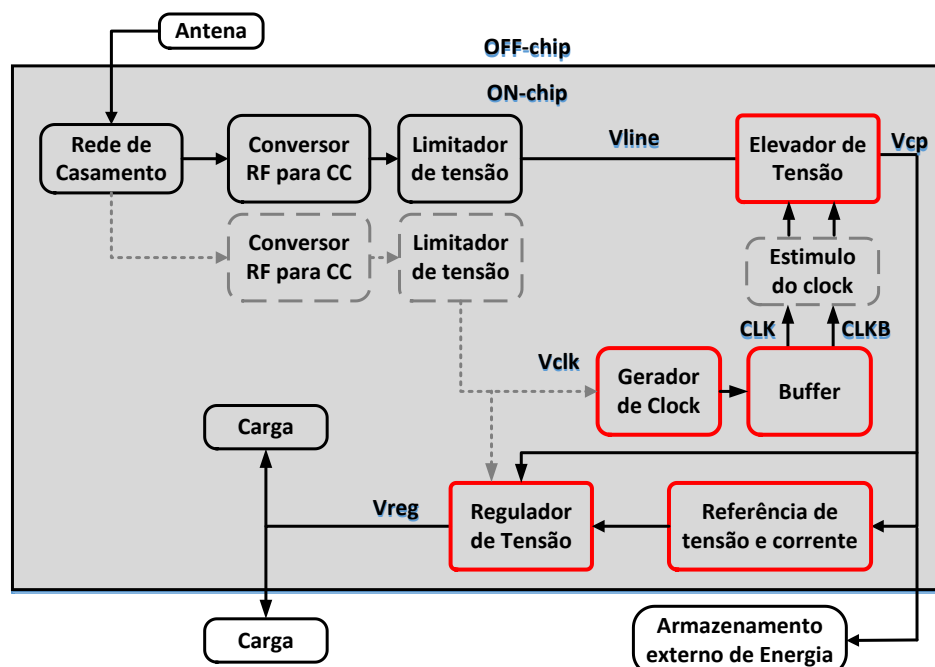 Antena
OFF-chip
ON-chip
Rede de
Casamento
Conversor
RF para CC
Limitador
de tensão
Vline
Elevador de
Tensão
Vcp
Conversor
RF para CC
Limitador
de tensão
Estimulo
do clock
CLK
CLKB
Vclk
Gerador
de Clock
Buffer
Carga
Vreg
Regulador
de Tensão
Referência de
tensão e corrente
Carga
Armazenamento
externo de Energia